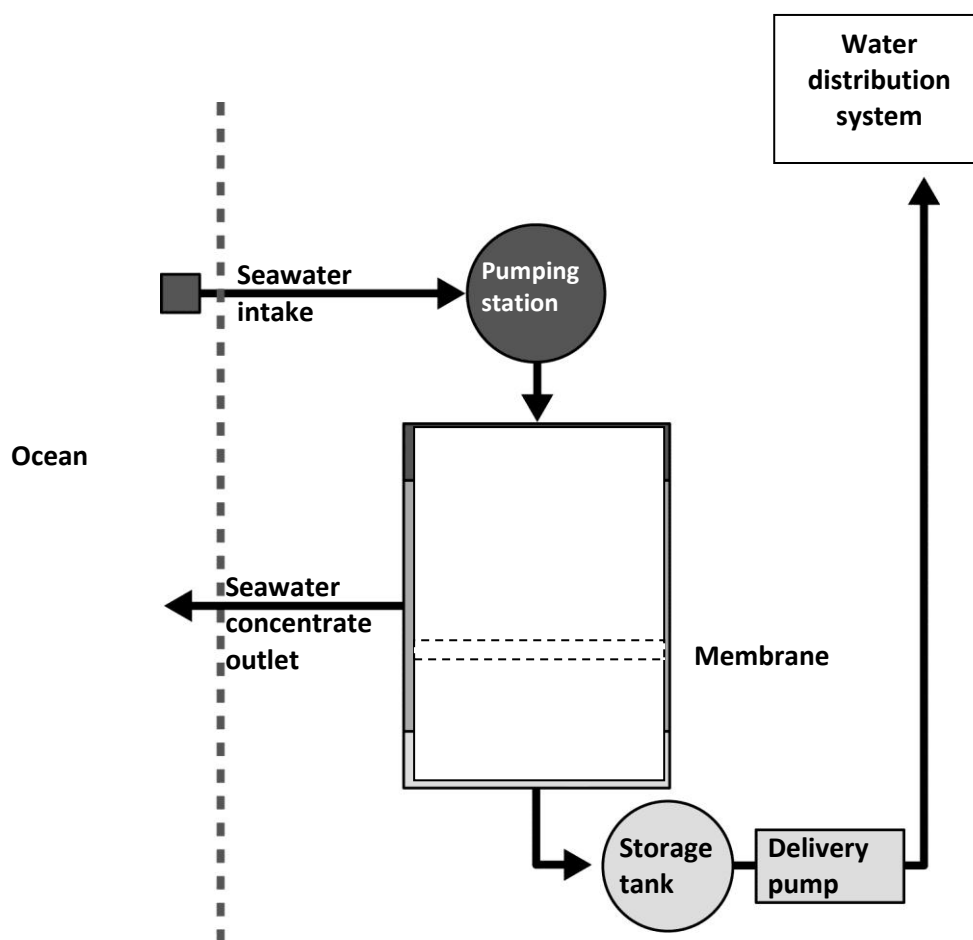 Water
distribution
system
Seawater
intake
Pumping
station
Ocean
Seawater
concentrate
outlet
Membrane
Storage
tank
Delivery
pump